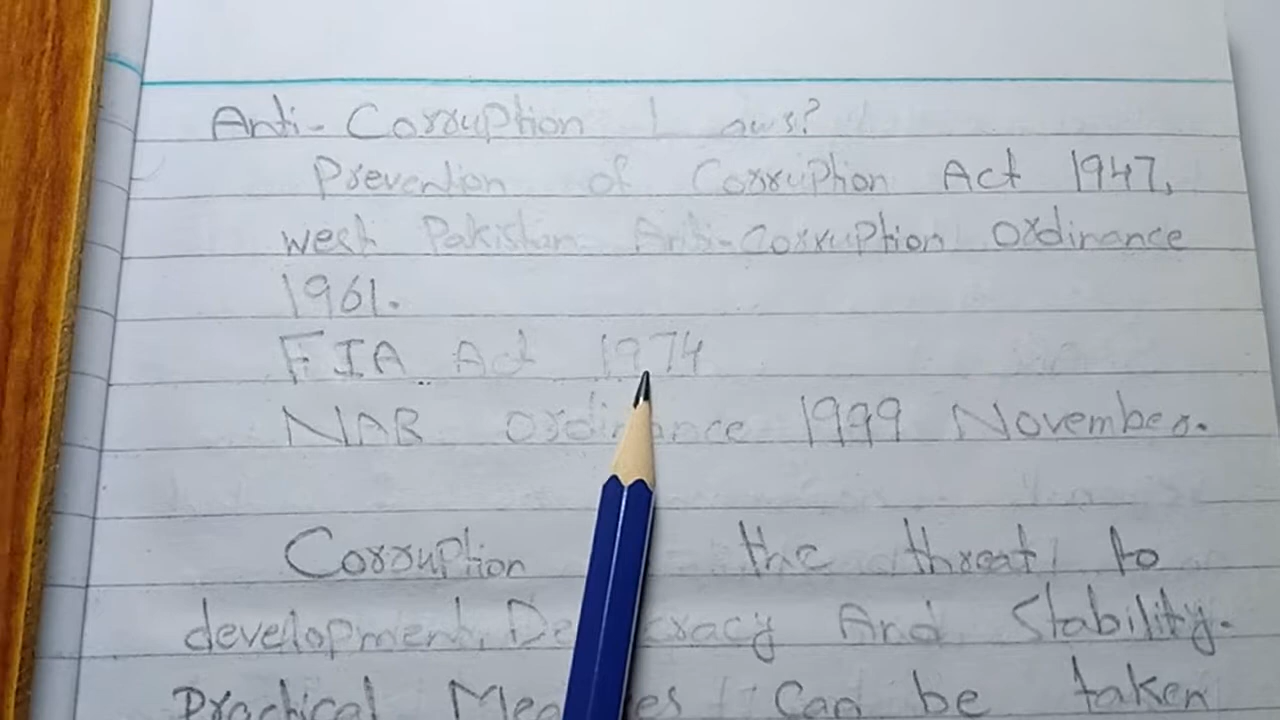 Anti-Corruption Laws?
Prevention of Corruption Act 1947,
West Pakistan Anti-Corruption Ordinance
1961.
FIA Act 1974
NAB Ordinance 1999 November.
Corruption the threat to
development, Democracy And Stability.
Practical Measures Can be taken